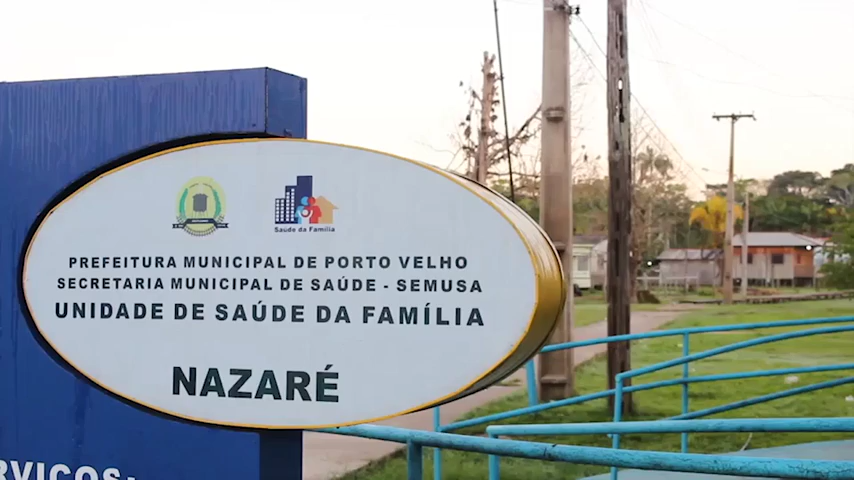 Saúde da Família
PREFEITURA MUNICIPAL DE PORTO VELHO
SECRETARIA MUNICIPAL DE SAÚDE - SEMUSA
UNIDADE DE SAÚDE DA FAMÍLIA
NAZARÉ